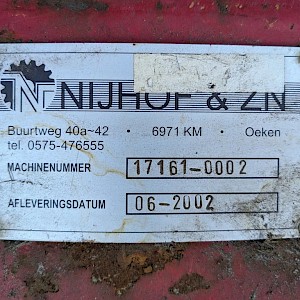 N NIJHOF & ZN
Buurtweg 40a~42 • 6971 KM • Oeken
tel. 0575-476555
MACHINENUMMER 17161-0002
AFLEVERINGSDATUM 06-2002